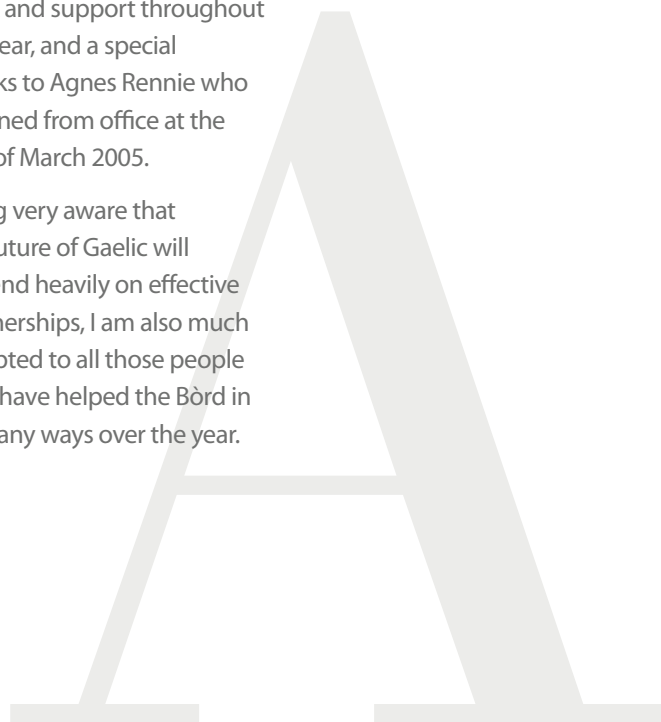 and support throughout
ear, and a special
ks to Agnes Rennie who
ned from office at the
of March 2005.
g very aware that
uture of Gaelic will
nd heavily on effective
nerships, I am also much
bted to all those people
have helped the Bòrd in
any ways over the year.
A